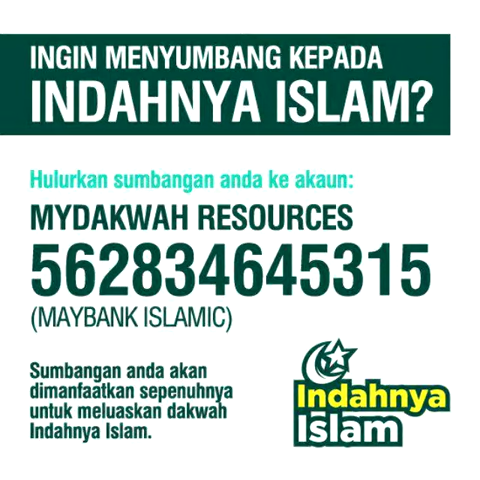 INGIN MENYUMBANG KEPADA
INDAHNYA ISLAM?
Hulurkan sumbangan anda ke akaun:
MYDAKWAH RESOURCES
562834645315
(MAYBANK ISLAMIC)
Sumbangan anda akan
dimanfaatkan sepenuhnya
untuk meluaskan dakwah
Indahnya Islam.
Indahnya
Islam